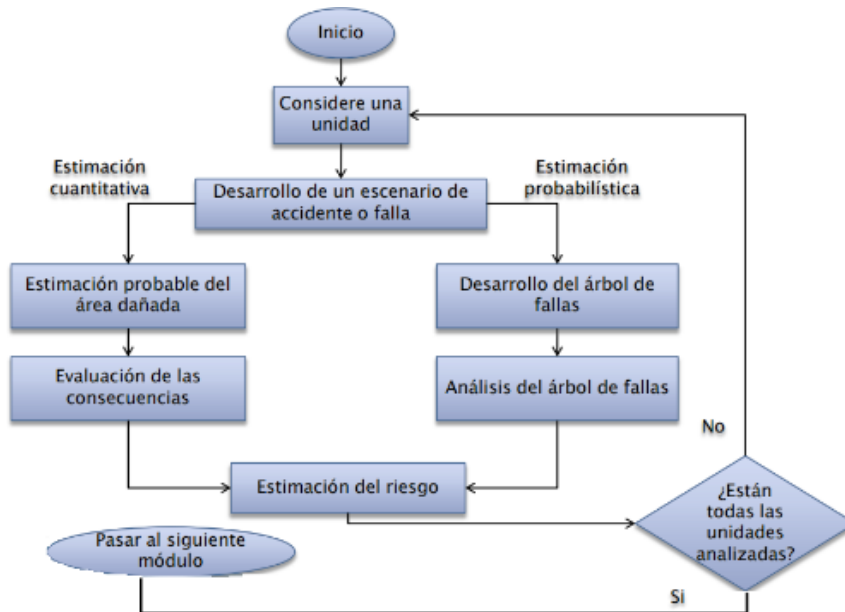 Inicio
Considere una
unidad
Estimación
cuantitativa
Estimación
probabilística
Desarrollo de un escenario de
accidente o falla
Estimación probable del
área dañada
Desarrollo del árbol de
fallas
Evaluación de las
consecuencias
Análisis del árbol de fallas
No
Estimación del riesgo
¿Están
todas las
unidades
analizadas?
Pasar al siguiente
módulo
Si